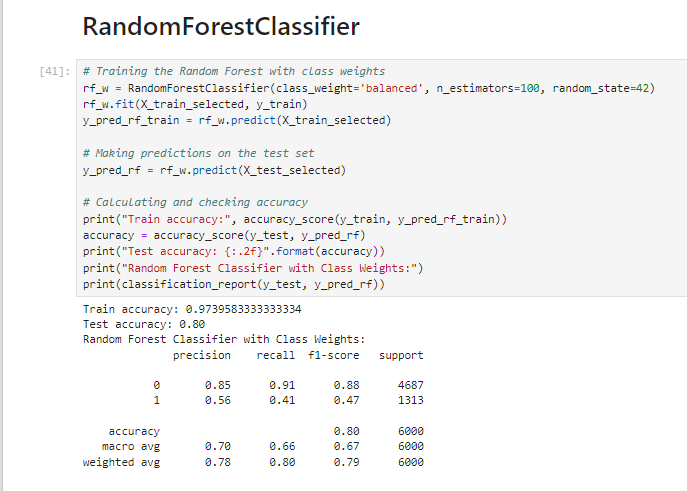 RandomForestClassifier
[41]: # Training the Random Forest with class weights
rf_w = RandomForestClassifier(class_weight='balanced', n_estimators=100, random_state=42)
rf_w.fit(X_train_selected, y_train)
y_pred_rf_train = rf_w.predict(X_train_selected)
# Making predictions on the test set
y_pred_rf = rf_w.predict(X_test_selected)
# Calculating and checking accuracy
print("Train accuracy:", accuracy_score(y_train, y_pred_rf_train))
accuracy = accuracy_score(y_test, y_pred_rf)
print("Test accuracy: {:.2f}".format(accuracy))
print("Random Forest Classifier with Class Weights:")
print(classification_report(y_test, y_pred_rf))
Train accuracy: 0.9739583333333334
Test accuracy: 0.80
Random Forest Classifier with Class Weights:
precision recall f1-score support
0 0.85 0.91 0.88 4687
1 0.56 0.41 0.47 1313
accuracy 0.80 6000
macro avg 0.70 0.66 0.67 6000
weighted avg 0.78 0.80 0.79 6000